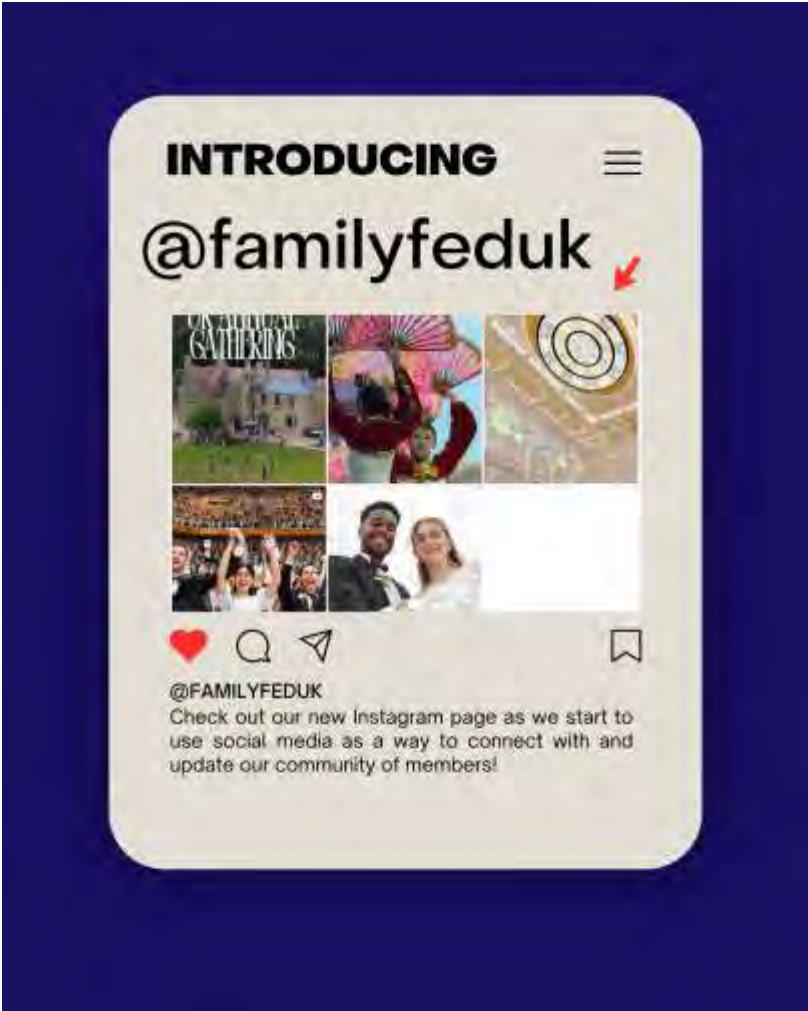 INTRODUCING
@familyfeduk
GATHERING
@FAMILYFEDUK
Check out our new Instagram page as we start to
use social media as a way to connect with and
update our community of members!